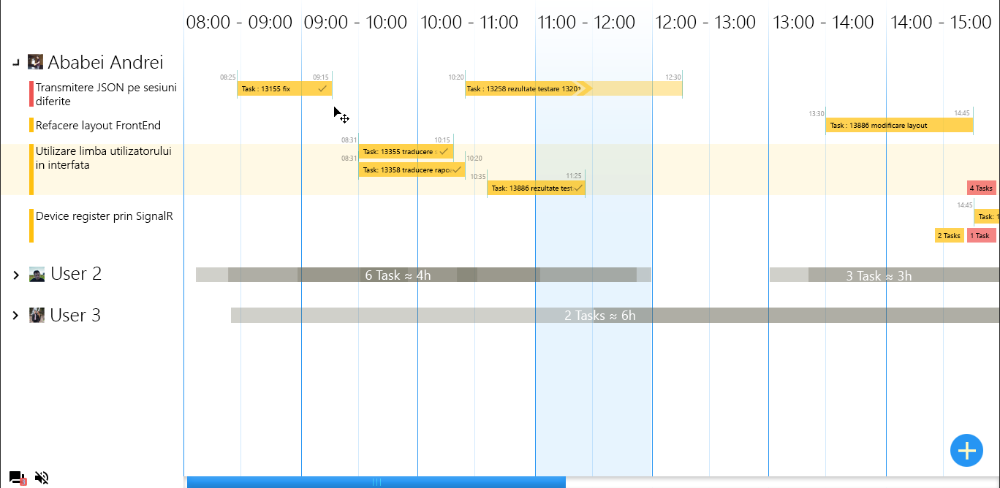 08:00 - 09:00 09:00 - 10:00 10:00 - 11:00 11:00 - 12:00 12:00 - 13:00 13:00 - 14:00 14:00 - 15:00
Ababei Andrei
08:25 09:15 10:20 12:30
Transmitere JSON pe sesiuni
diferite
Task : 13155 fix
Task : 13258 rezultate testare 1320
13:30 14:45
Refacere layout FrontEnd
Task : 13886 modificare layout
08:31 10:15
Utilizare limba utilizatorului
in interfata
Task: 13355 traducere
08:31 10:20
Task: 13358 traducere rapo
10:35 11:25
Task: 13886 rezultate test
4 Tasks
14:45
Device register prin SignalR
Task: 1
2 Tasks 1 Task
User 2
6 Task ≈ 4h
3 Task ≈ 3h
User 3
2 Tasks ≈ 6h
3